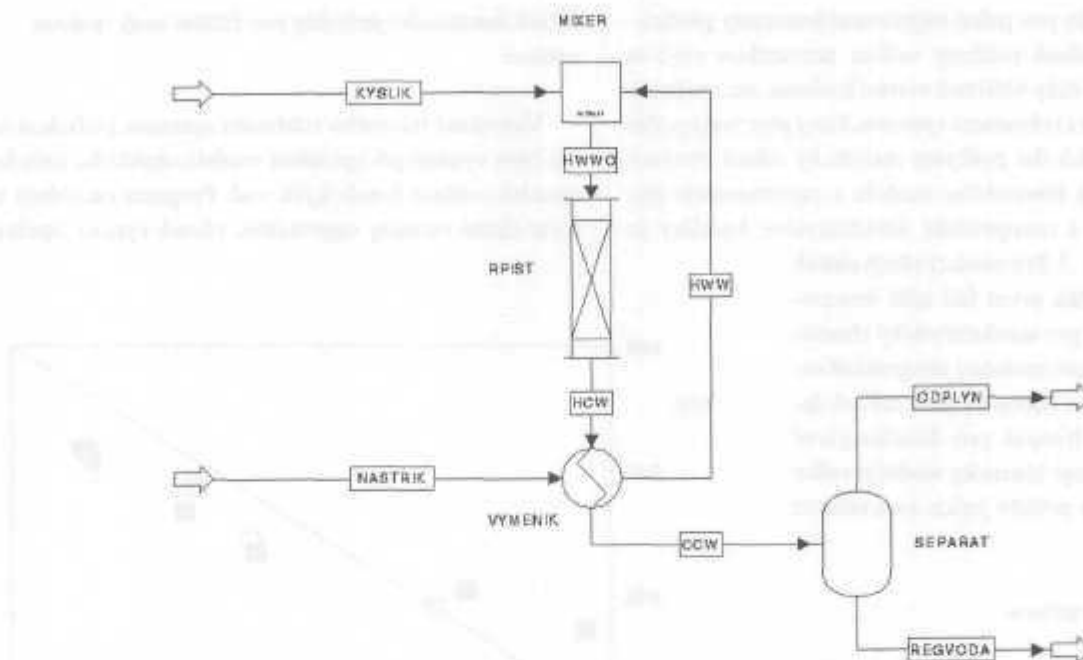 MIXER
KYSLIK
HWWO
RPIST
HWW
HCW
ODPLYN
NASTRIK
VYMENIK
CCW
SEPARAT
REGVODA